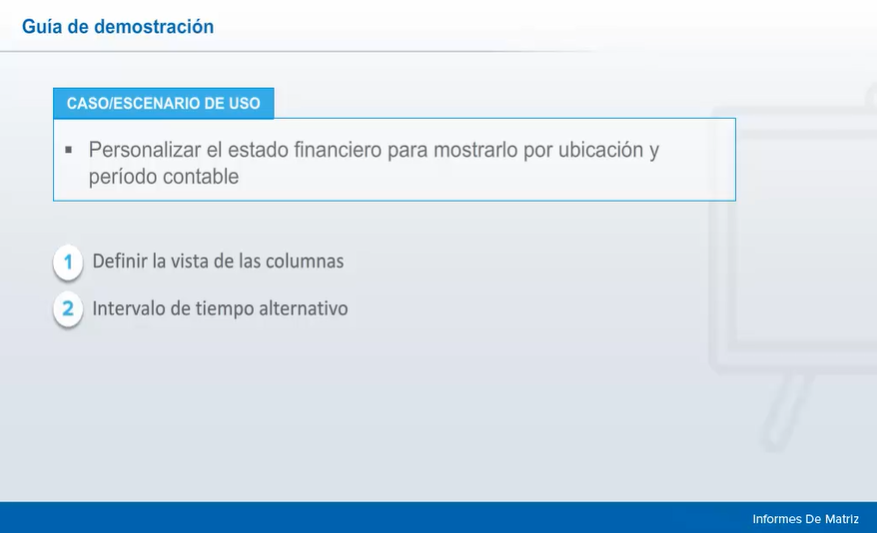 Guía de demostración
CASO/ESCENARIO DE USO
▪ Personalizar el estado financiero para mostrarlo por ubicación y
período contable
1 Definir la vista de las columnas
2 Intervalo de tiempo alternativo
Informes De Matriz